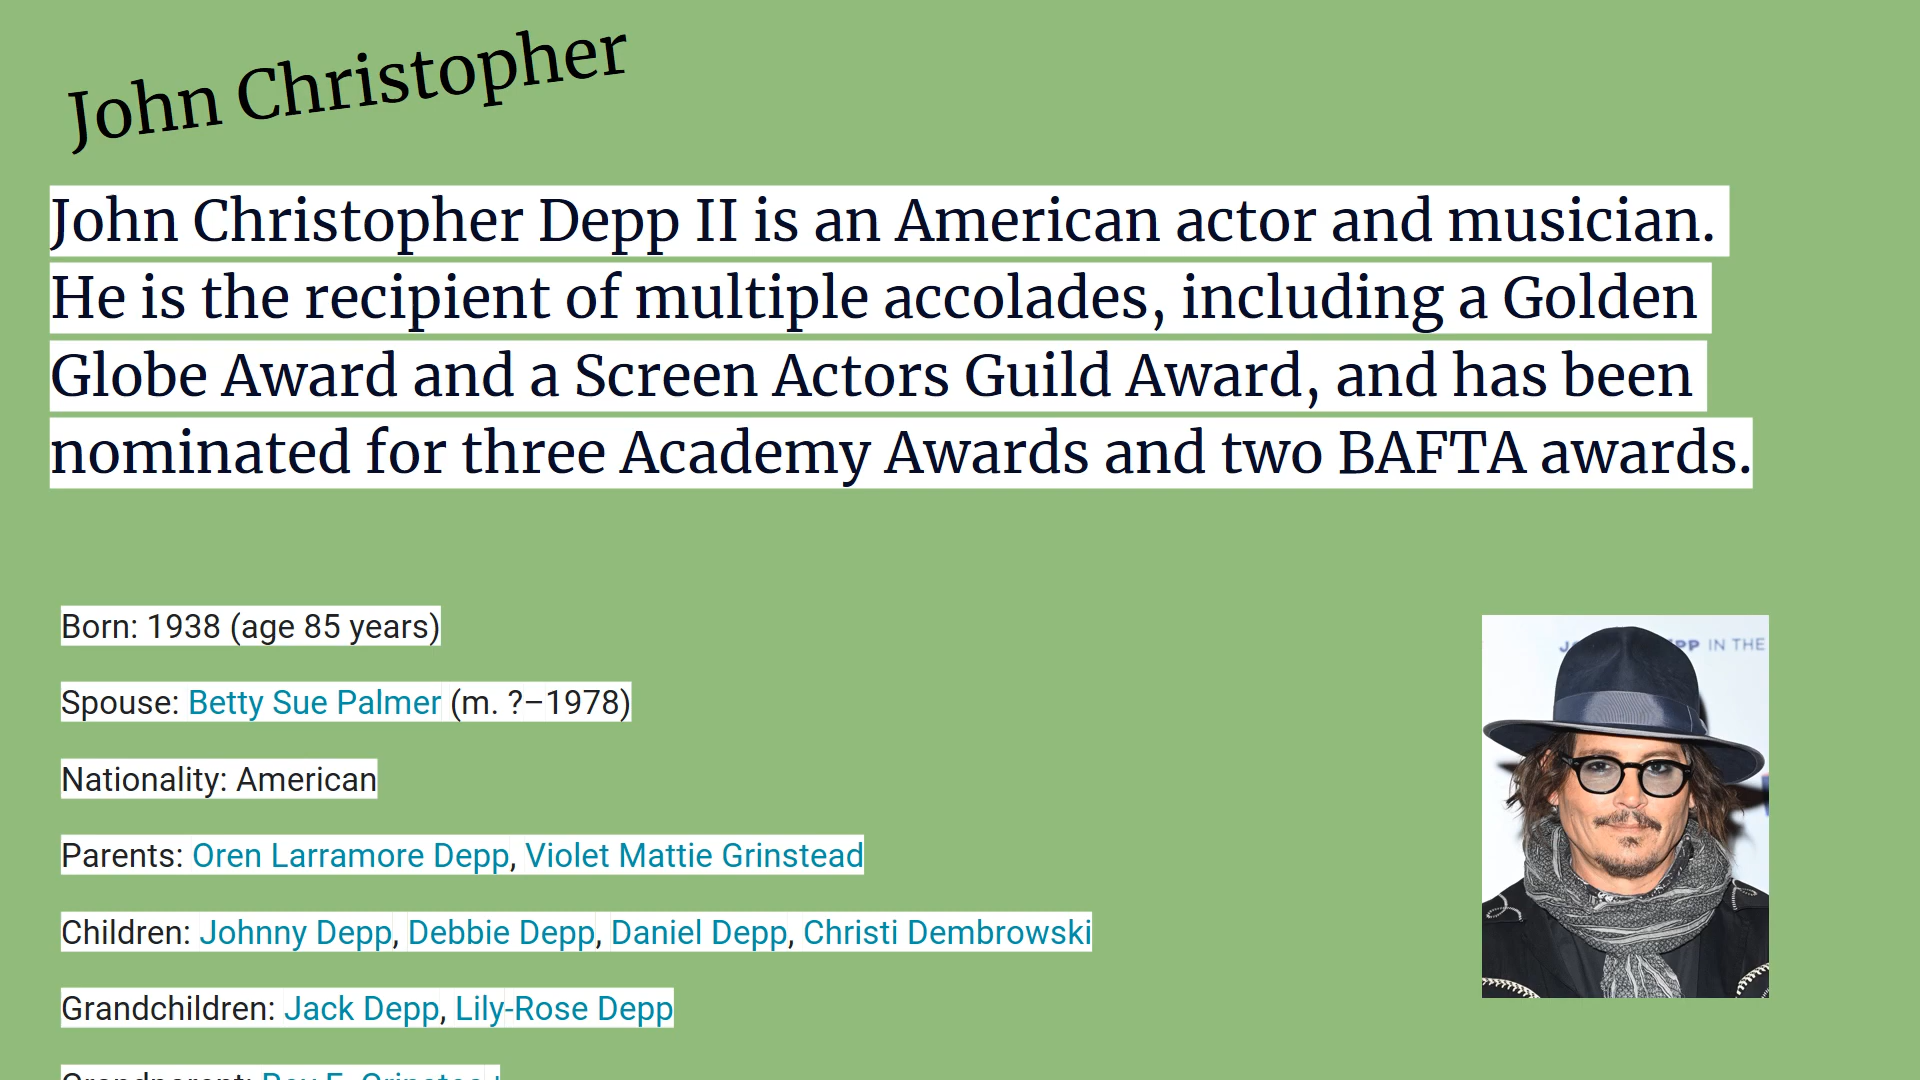 John Christopher
John Christopher Depp II is an American actor and musician.
He is the recipient of multiple accolades, including a Golden
Globe Award and a Screen Actors Guild Award, and has been
nominated for three Academy Awards and two BAFTA awards.
Born: 1938 (age 85 years)
Spouse: Betty Sue Palmer (m. ?–1978)
Nationality: American
Parents: Oren Larramore Depp, Violet Mattie Grinstead
Children: Johnny Depp, Debbie Depp, Daniel Depp, Christi Dembrowski
Grandchildren: Jack Depp, Lily-Rose Depp
IN THE